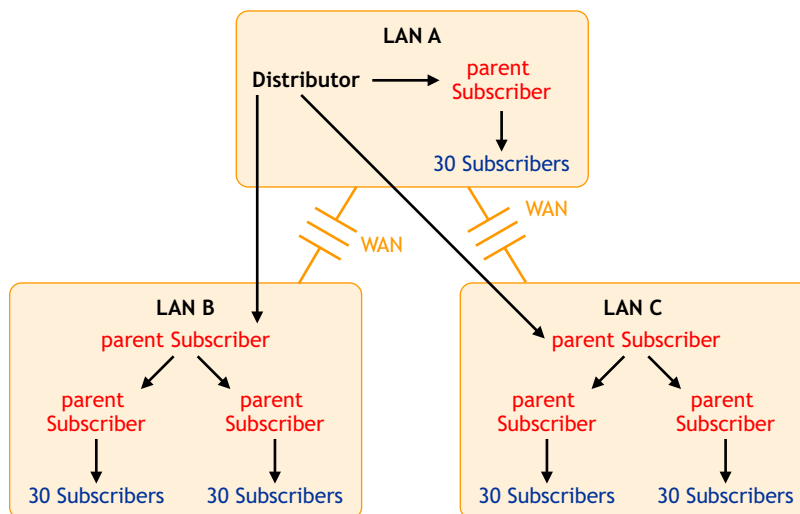 LAN A
Distributor
parent
Subscriber
30 Subscribers
WAN
WAN
LAN B
parent Subscriber
parent
Subscriber
parent
Subscriber
30 Subscribers
30 Subscribers
LAN C
parent Subscriber
parent
Subscriber
parent
Subscriber
30 Subscribers
30 Subscribers